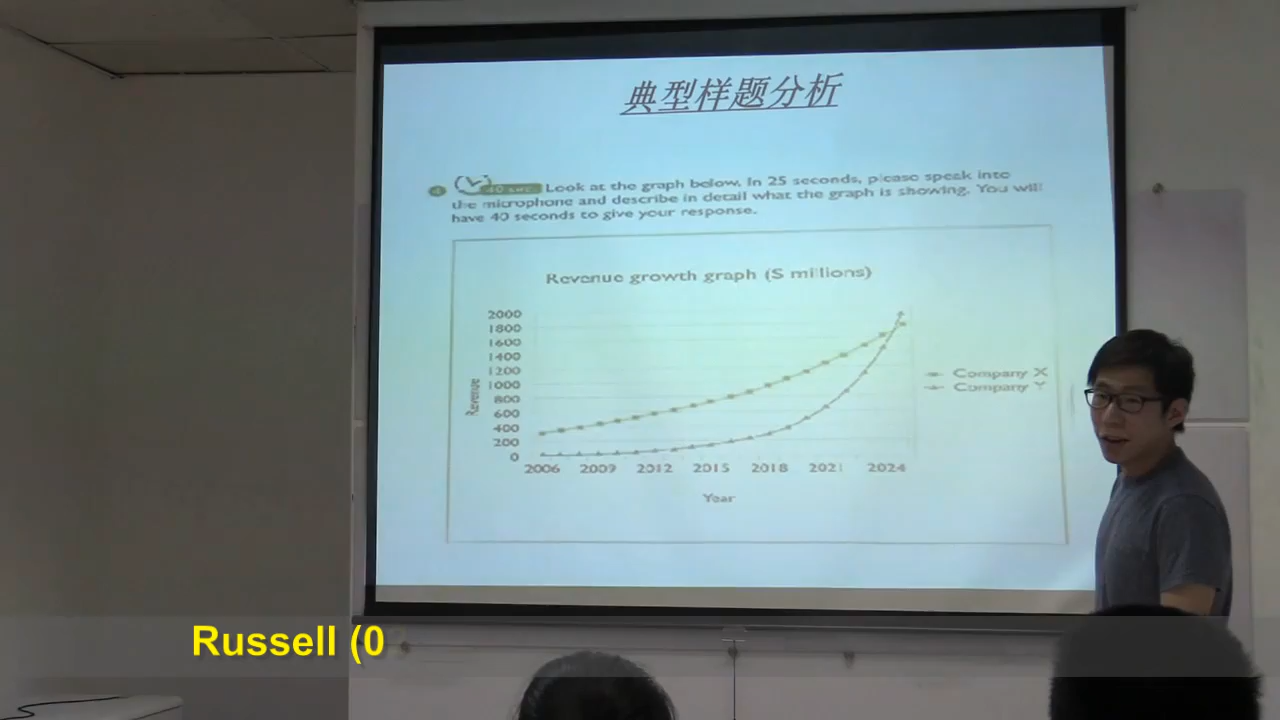 典型样题分析
40 sec. Look at the graph below. In 25 seconds, please speak into
the microphone and describe in detail what the graph is showing. You will
have 40 seconds to give your response.
Revenue growth graph ($ millions)
2000
1800
1600
1400
1200
1000
800
600
400
200
0
Revenue
2006 2009 2012 2015 2018 2021 2024
Year
Company X
Company Y
Russell (0